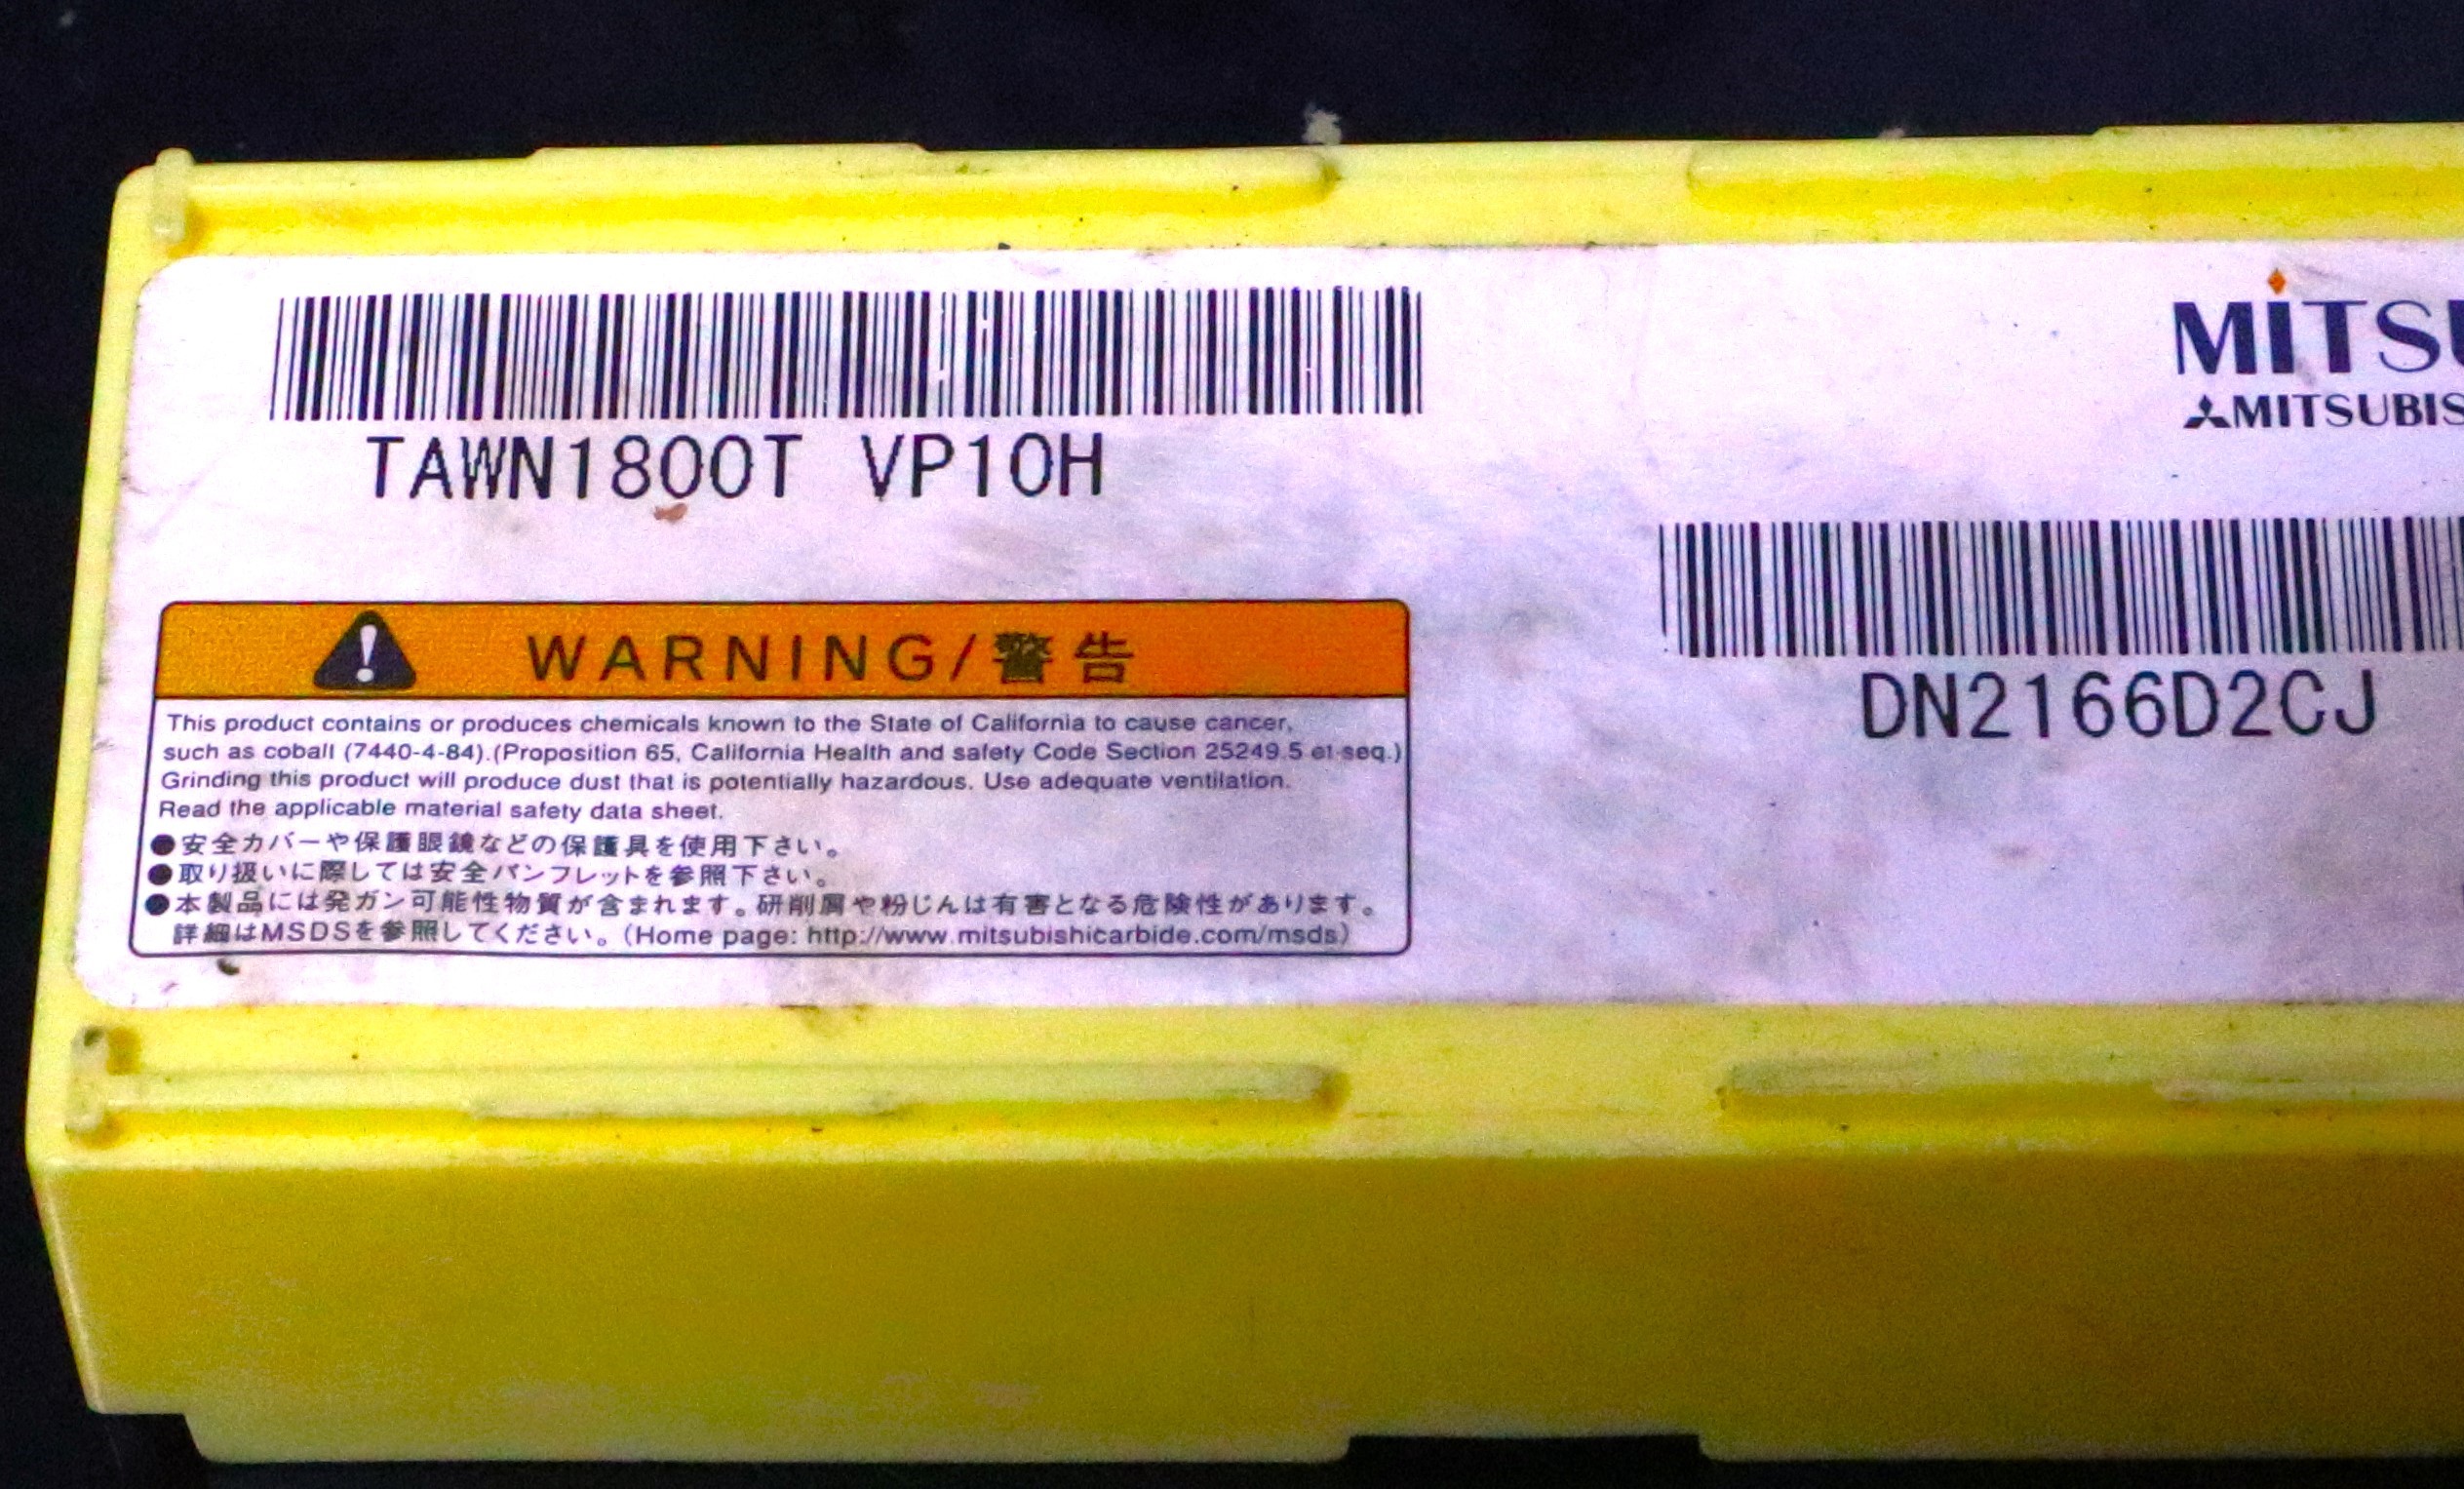 TAWN1800T VP10H
MITSU
MITSUBIS
DN2166D2CJ
WARNING/警告
This product contains or produces chemicals known to the State of California to cause cancer,
such as coball (7440-4-84).(Proposition 65, California Health and safety Code Section 25249.5 et seq.)
Grinding this product will produce dust that is potentially hazardous. Use adequate ventilation.
Read the applicable material safety data sheet.
●安全カバーや保護眼鏡などの保護具を使用下さい。
●取り扱いに際しては安全パンフレットを参照下さい。
●本製品には発ガン可能性物質が含まれます。研削屑や粉じんは有害となる危険性があります。
詳細はMSDSを参照してください。(Home page: http://www.mitsubishicarbide.com/msds)